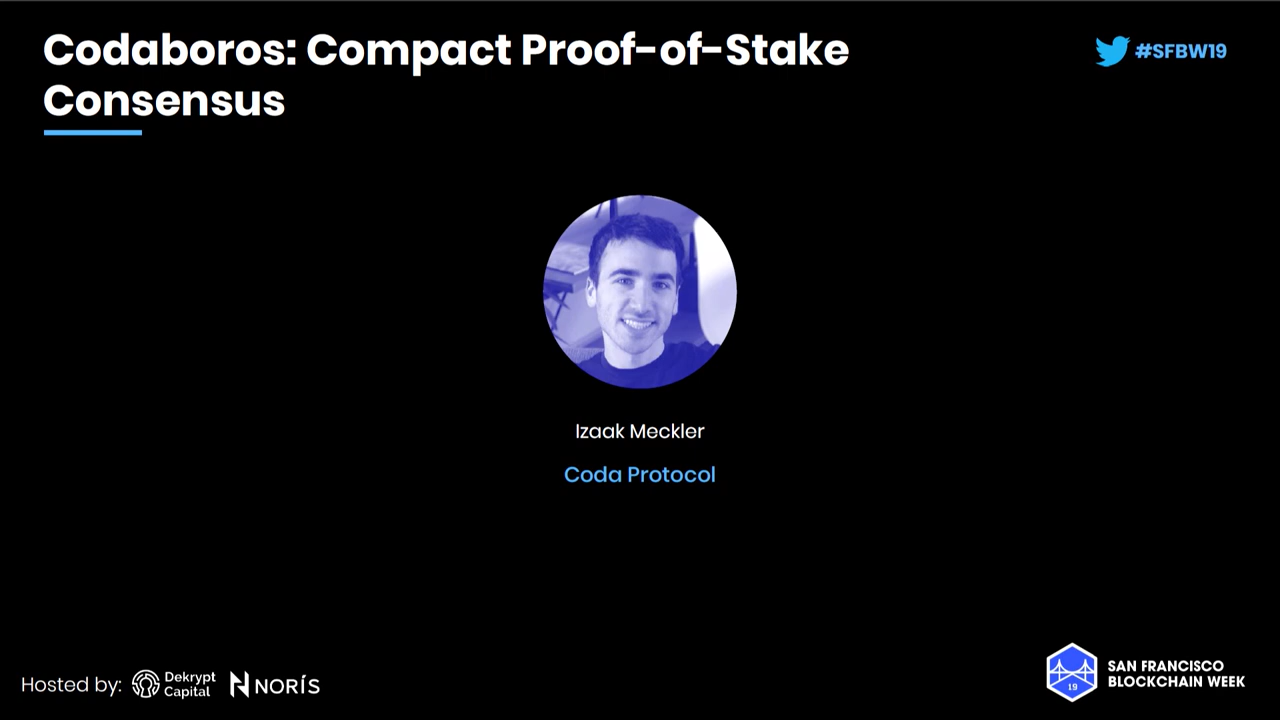 Codaboros: Compact Proof-of-Stake
Consensus
#SFBW19
Izaak Meckler
Coda Protocol
Hosted by:
Dekrypt
Capital
NORÍS
19
SAN FRANCISCO
BLOCKCHAIN WEEK